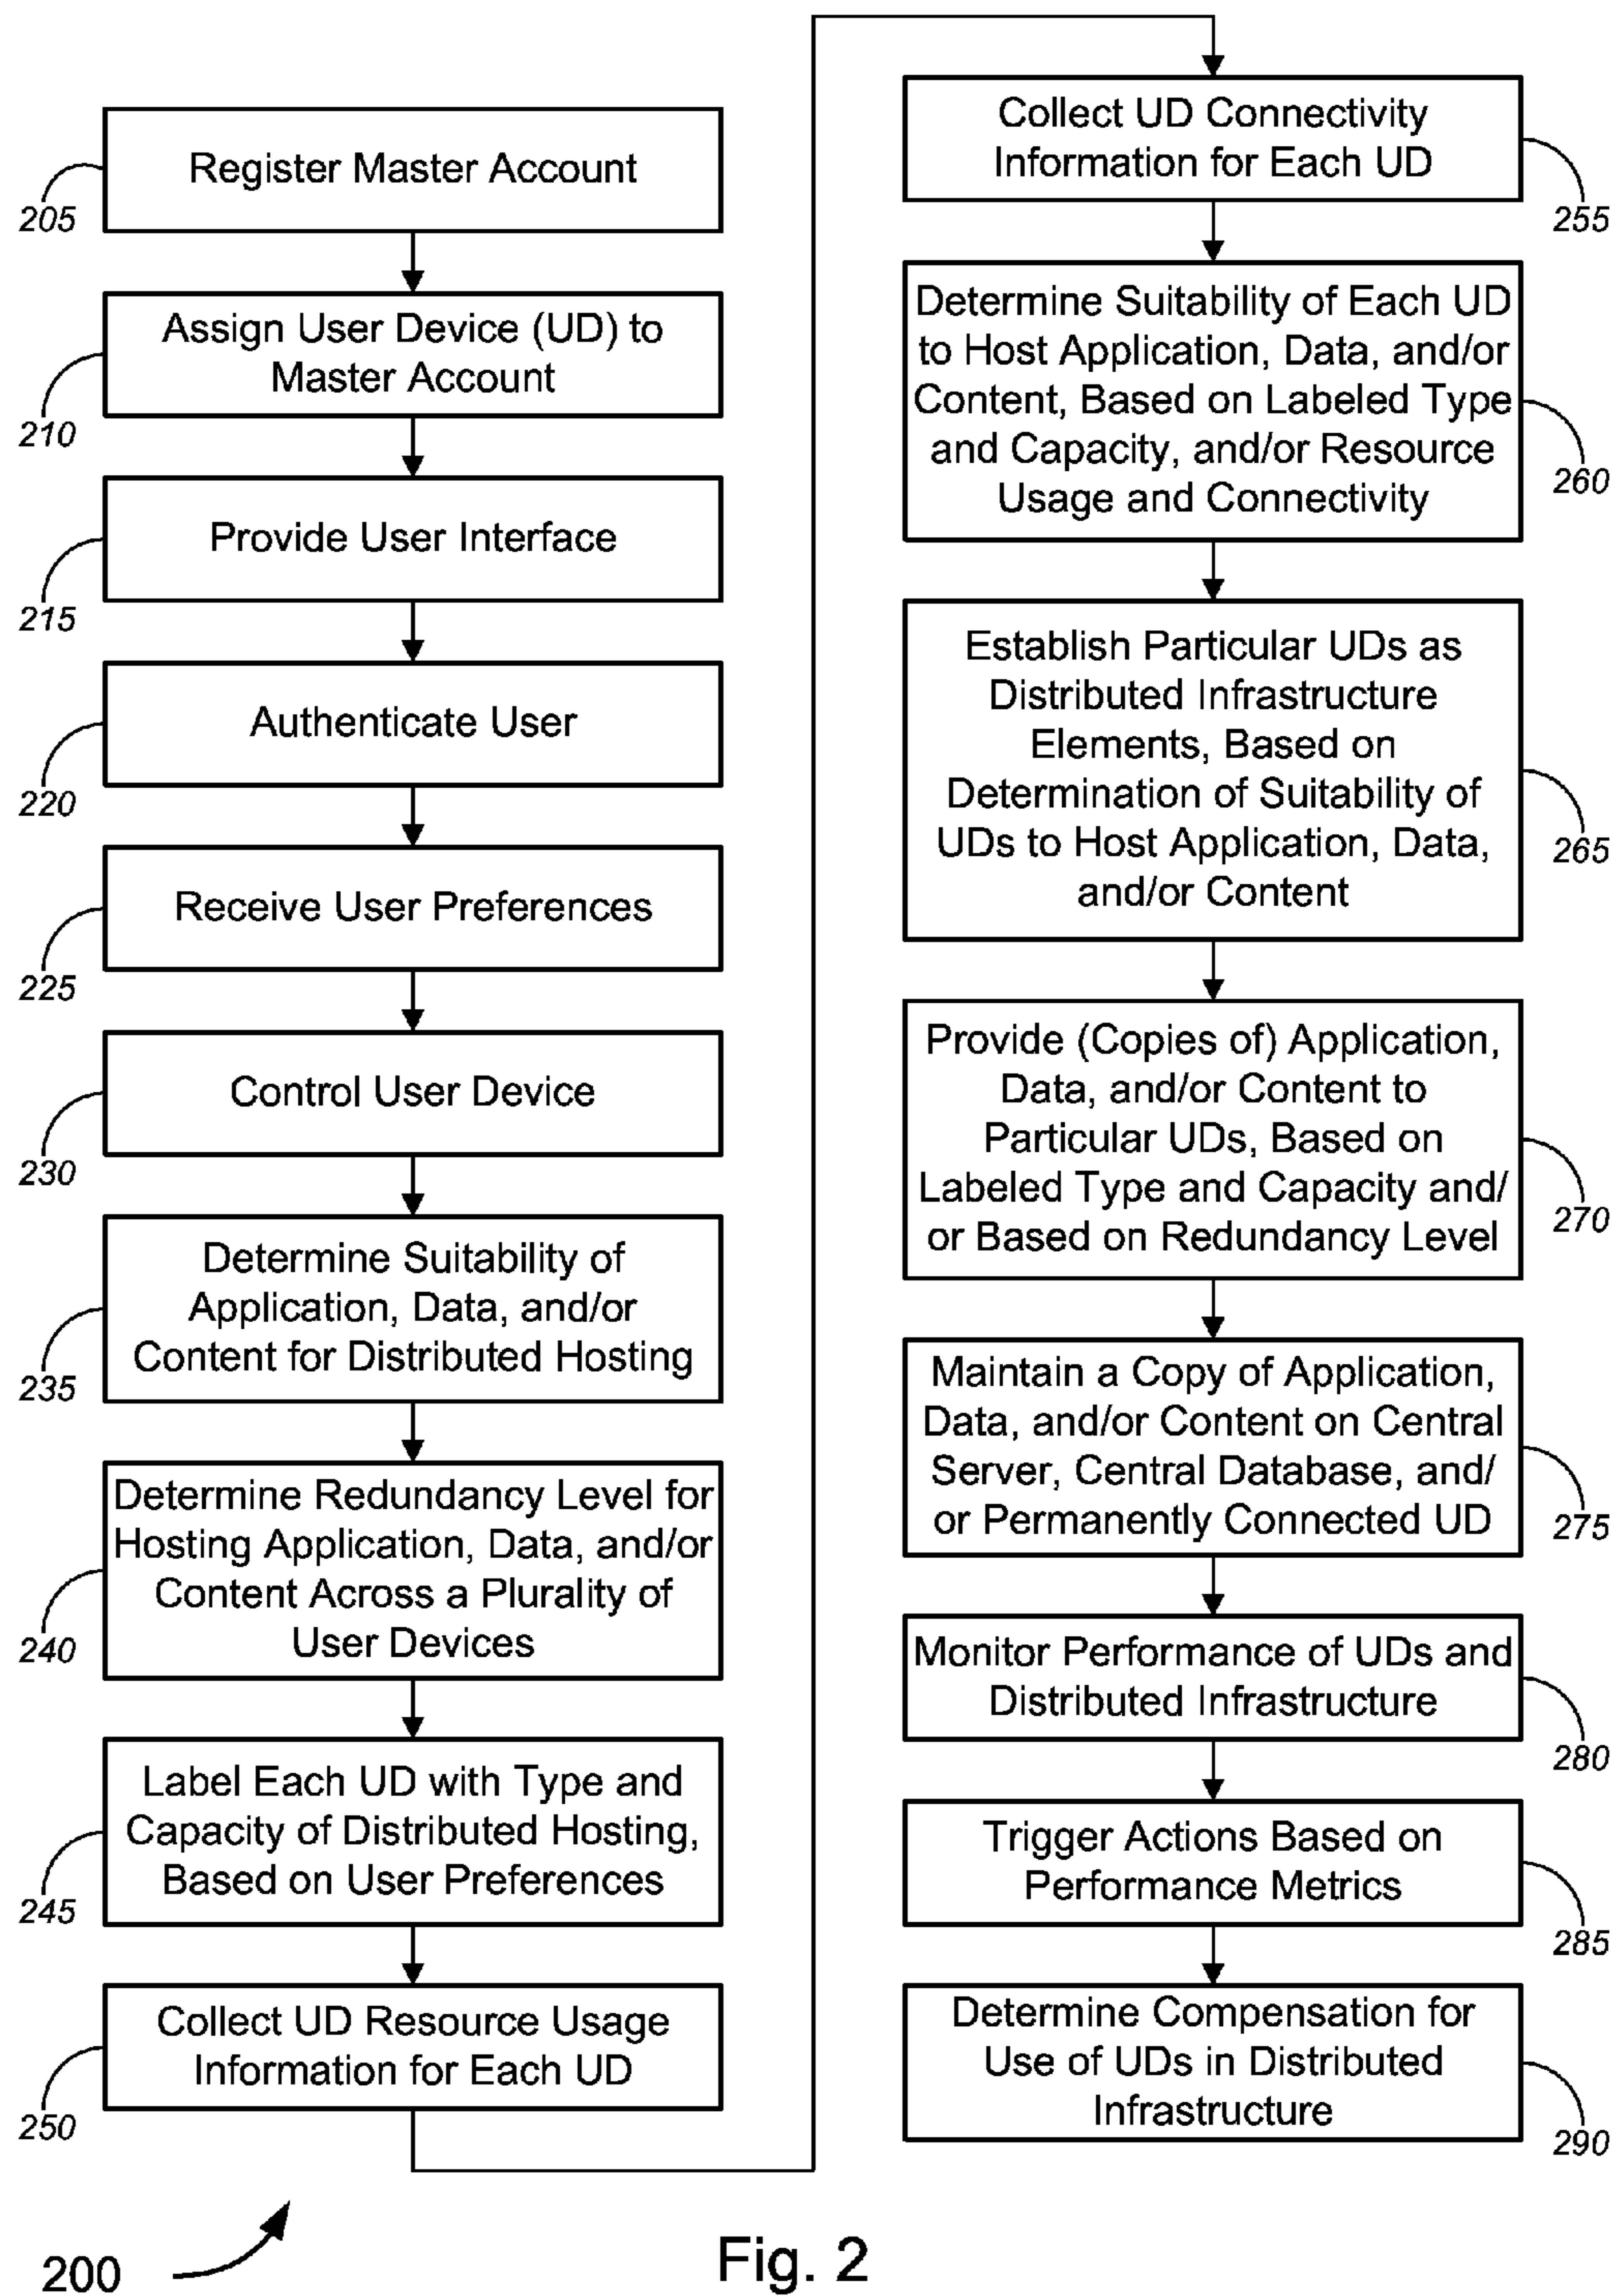 Register Master Account
205
Assign User Device (UD) to
Master Account
210
Provide User Interface
215
Authenticate User
220
Receive User Preferences
225
Control User Device
230
Determine Suitability of
Application, Data, and/or
Content for Distributed Hosting
235
Determine Redundancy Level for
Hosting Application, Data, and/or
Content Across a Plurality of
User Devices
240
Label Each UD with Type and
Capacity of Distributed Hosting,
Based on User Preferences
245
Collect UD Resource Usage
Information for Each UD
250
Collect UD Connectivity
Information for Each UD
255
Determine Suitability of Each UD
to Host Application, Data, and/or
Content, Based on Labeled Type
and Capacity, and/or Resource
Usage and Connectivity
260
Establish Particular UDs as
Distributed Infrastructure
Elements, Based on
Determination of Suitability of
UDs to Host Application, Data,
and/or Content
265
Provide (Copies of) Application,
Data, and/or Content to
Particular UDs, Based on
Labeled Type and Capacity and/
or Based on Redundancy Level
270
Maintain a Copy of Application,
Data, and/or Content on Central
Server, Central Database, and/
or Permanently Connected UD
275
Monitor Performance of UDs and
Distributed Infrastructure
280
Trigger Actions Based on
Performance Metrics
285
Determine Compensation for
Use of UDs in Distributed
Infrastructure
290
200
Fig. 2